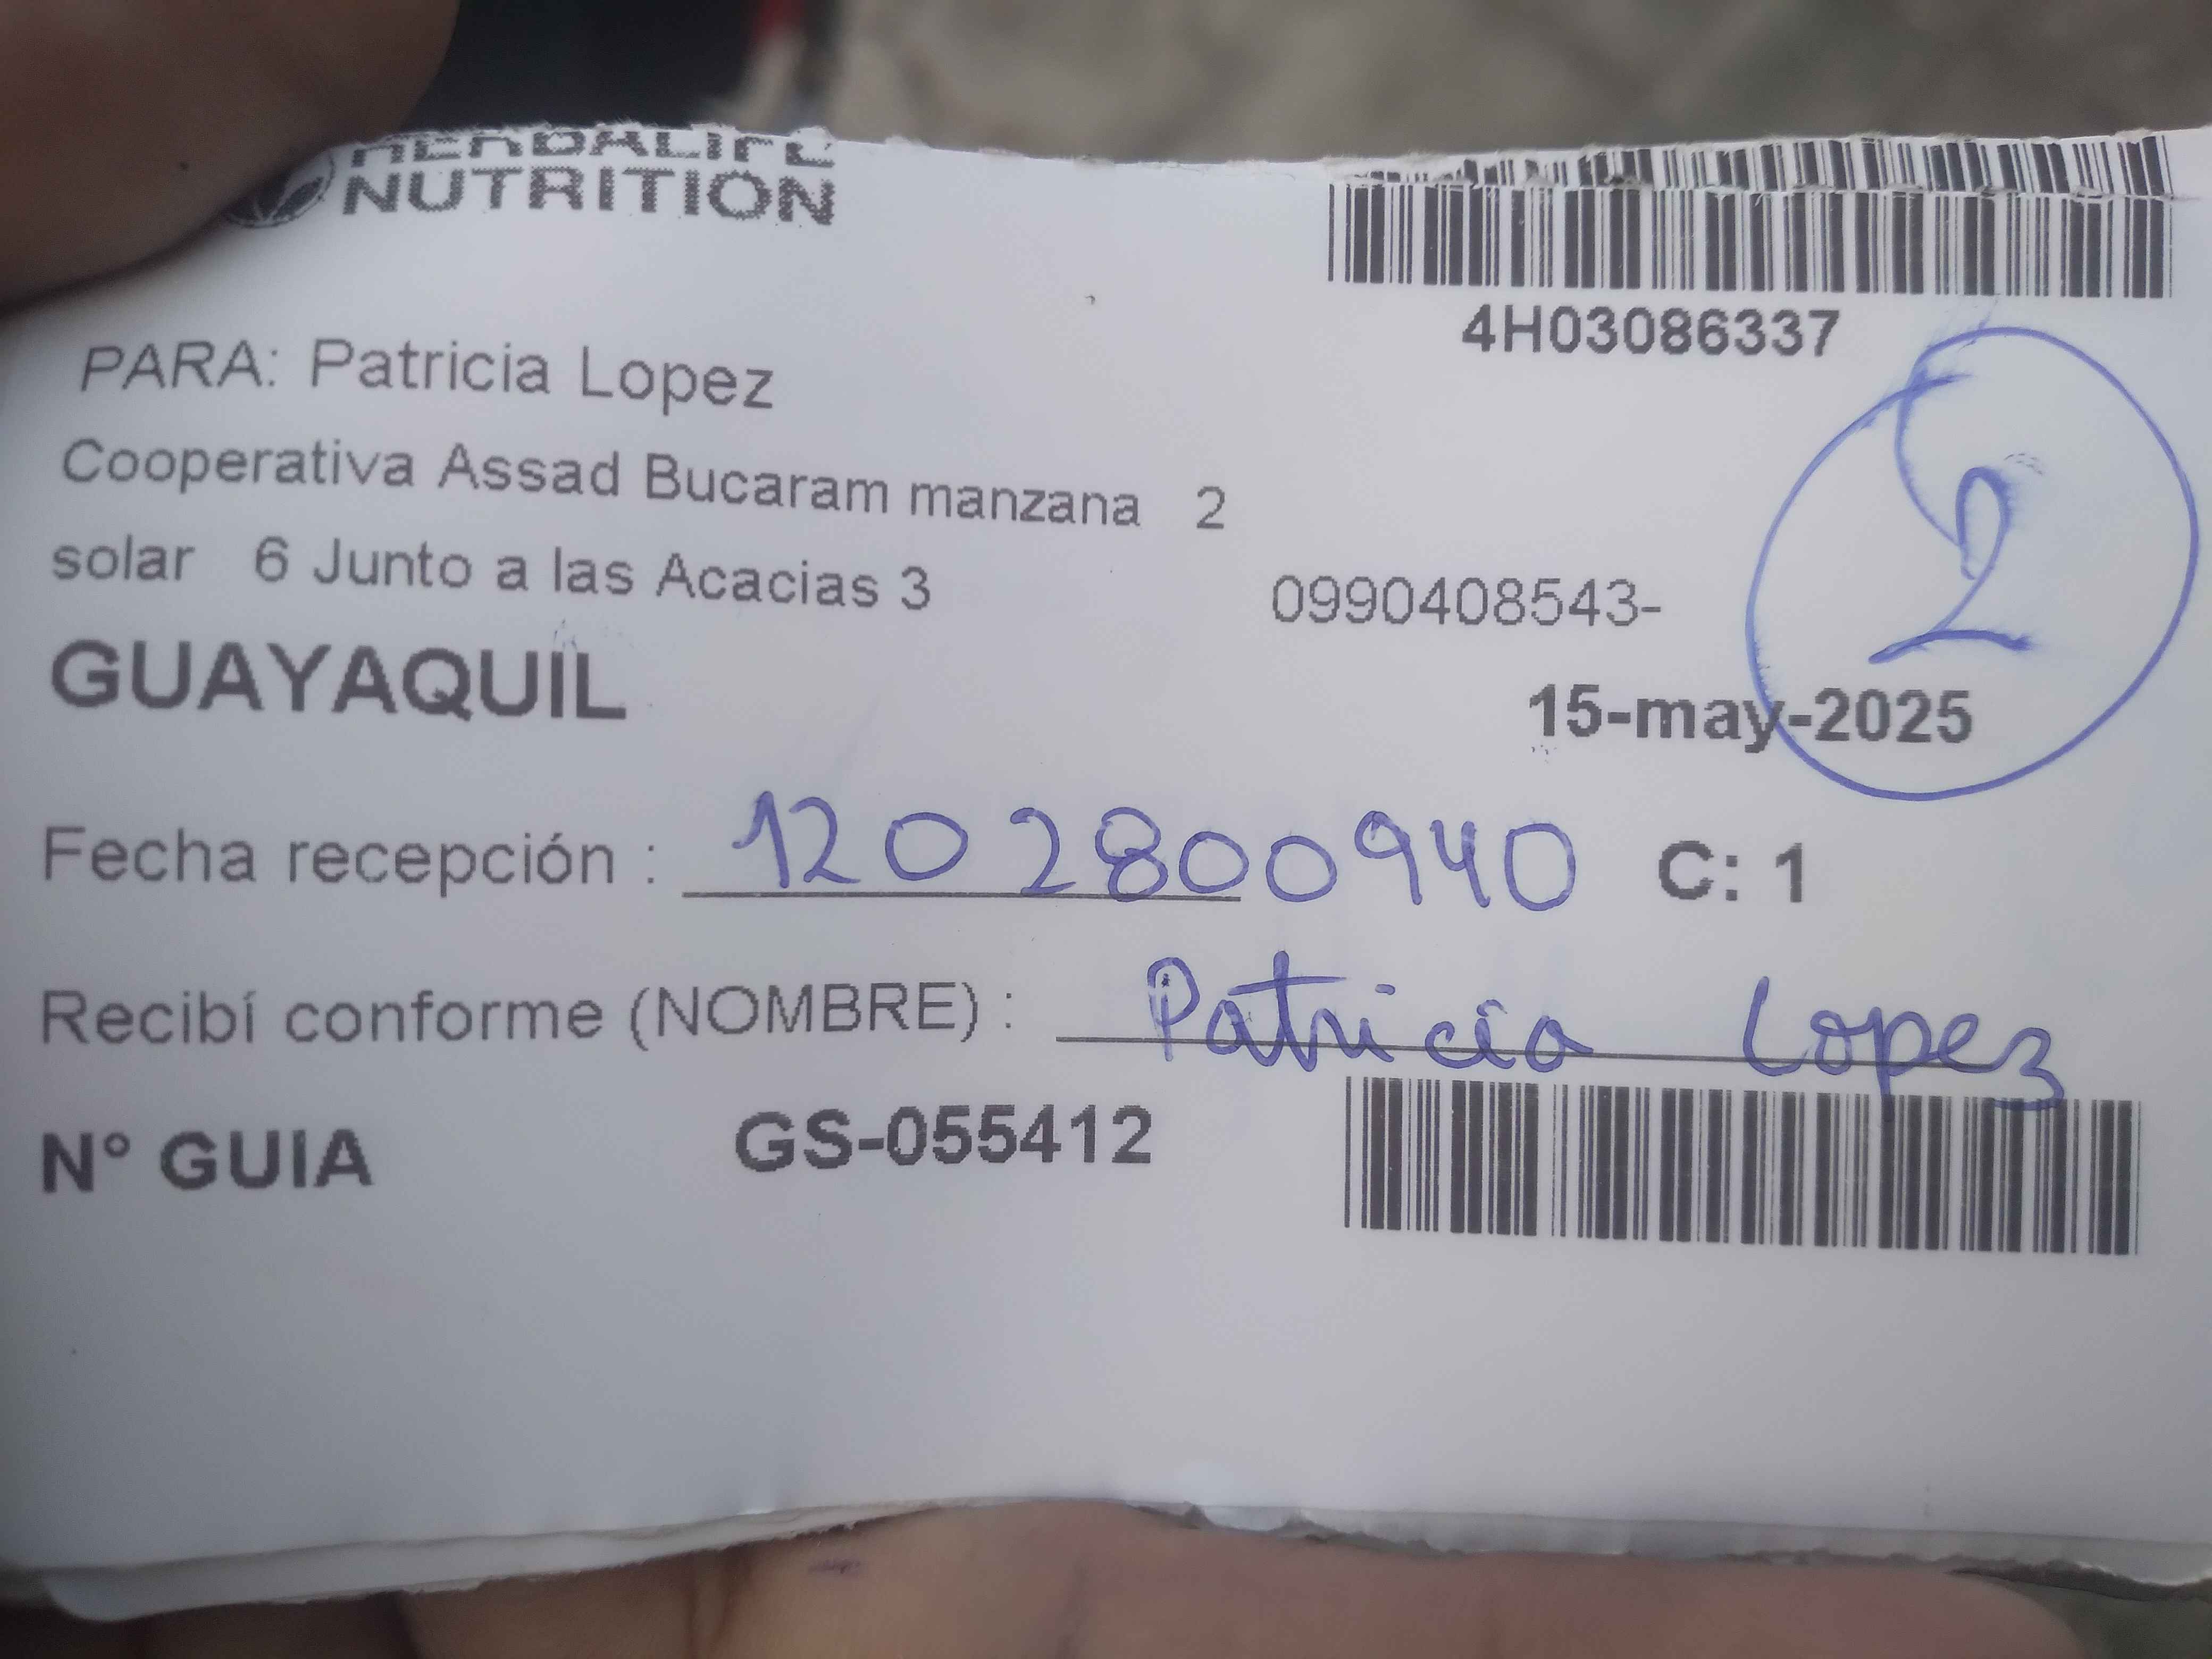 HERBALIFE
NUTRITION
4H03086337
PARA: Patricia Lopez
Cooperativa Assad Bucaram manzana 2
solar 6 Junto a las Acacias 3
0990408543-
2
GUAYAQUIL
15-may-2025
Fecha recepción : 1202800940 C: 1
Recibí conforme (NOMBRE) : Patricia Lopez
N° GUIA GS-055412